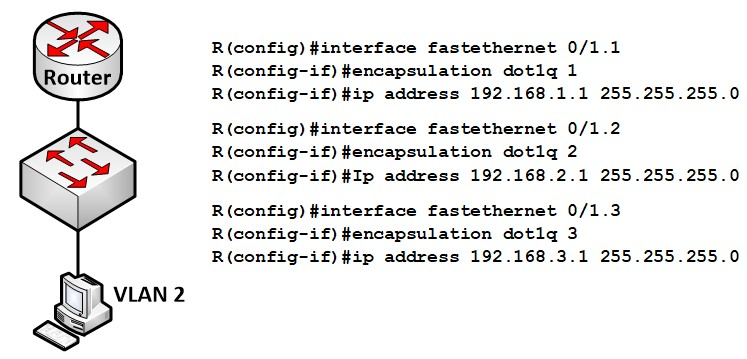 Router
R(config)#interface fastethernet 0/1.1
R(config-if)#encapsulation dot1q 1
R(config-if)#ip address 192.168.1.1 255.255.255.0
R(config)#interface fastethernet 0/1.2
R(config-if)#encapsulation dot1q 2
R(config-if)#Ip address 192.168.2.1 255.255.255.0
R(config)#interface fastethernet 0/1.3
R(config-if)#encapsulation dot1q 3
R(config-if)#ip address 192.168.3.1 255.255.255.0
VLAN 2